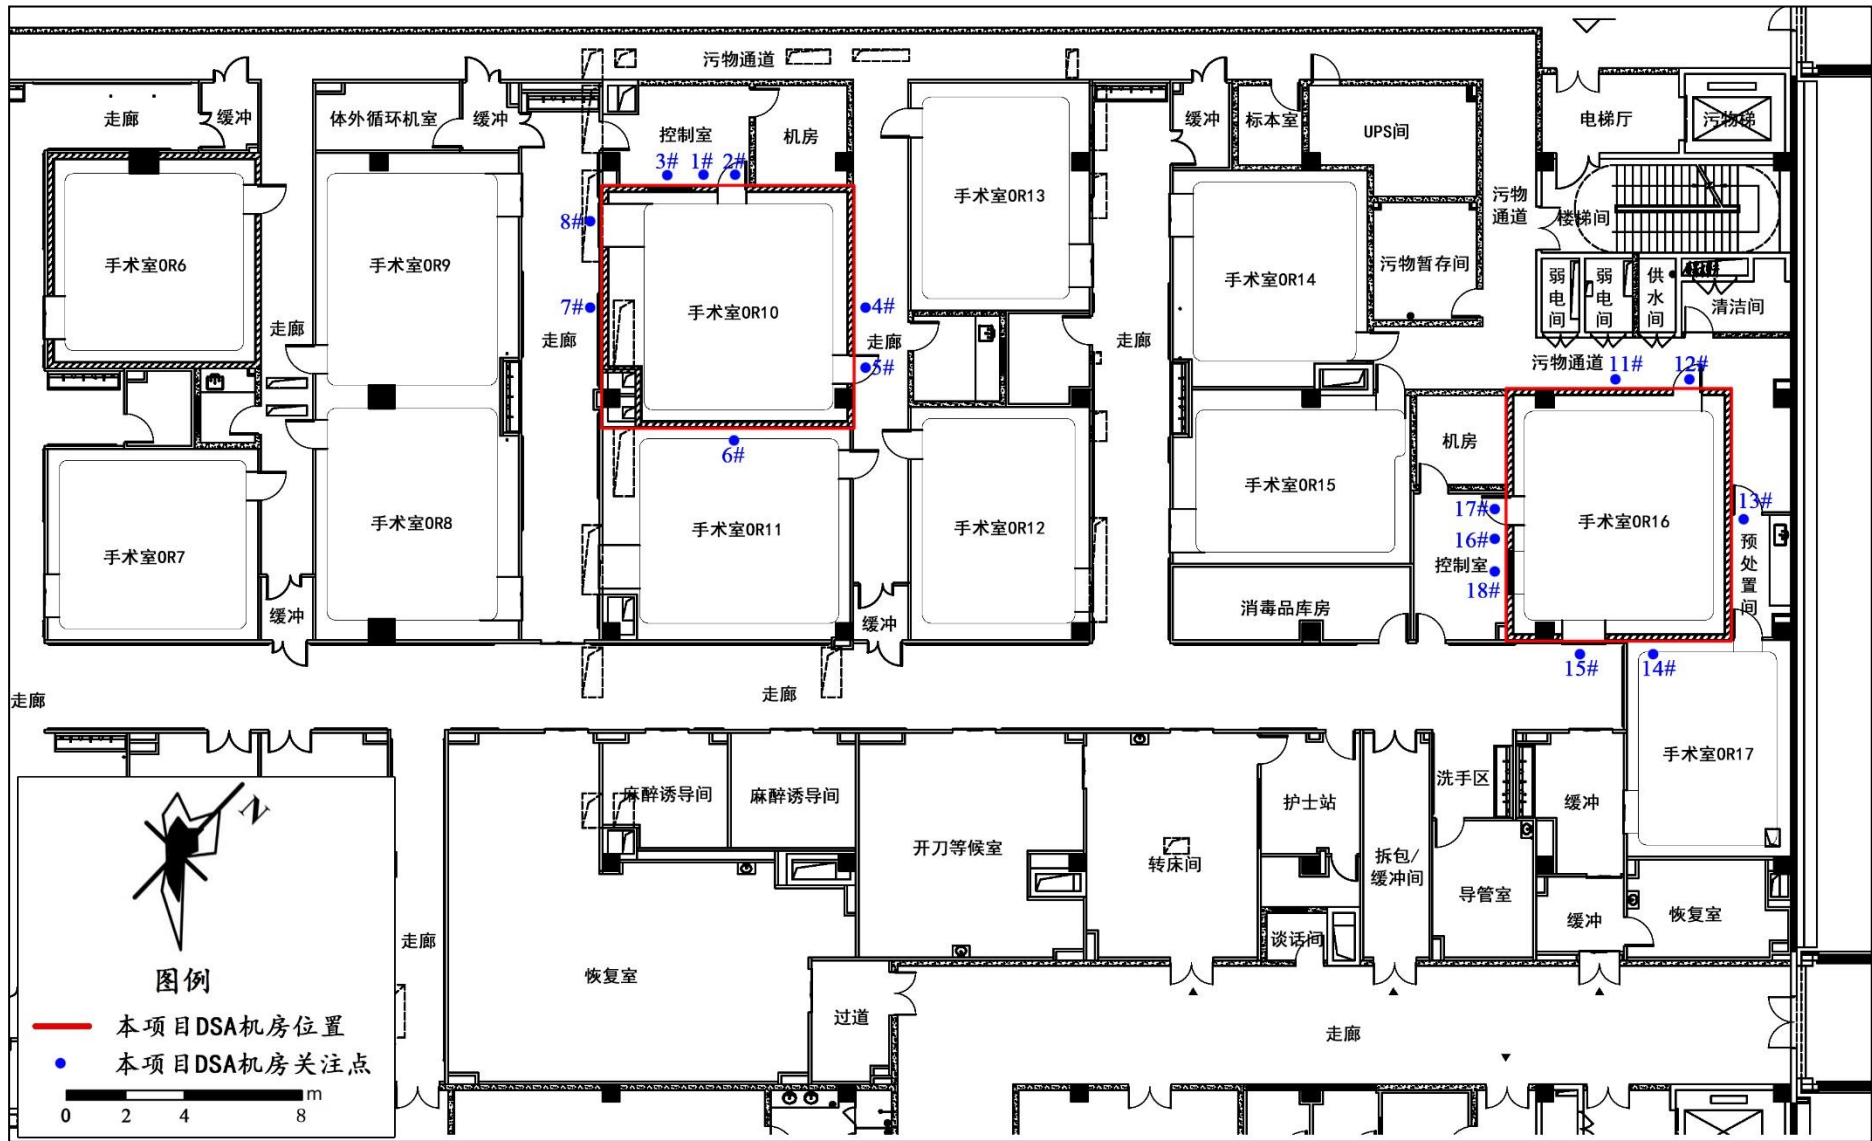 污物通道
走廊
缓冲
体外循环机室
缓冲
控制室
机房
缓冲
标本室
UPS间
电梯厅
污物梯
3#
1#
2#
手术室OR6
手术室OR9
8#
手术室OR10
手术室OR13
手术室OR14
污物暂存间
污物
通道
楼梯间
弱
电
间
弱
电
间
供
水
间
清洁间
走廊
走廊
7#
4#
走廊
5#
走廊
污物通道
11#
12#
6#
手术室OR7
手术室OR8
手术室OR11
手术室OR12
手术室OR15
机房
17#
16#
控制室
18#
手术室OR16
13#
预
处
置
间
缓冲
缓冲
消毒品库房
15#
14#
走廊
走廊
手术室OR17
麻醉诱导间
麻醉诱导间
开刀等候室
转床间
护士站
拆包/
缓冲间
洗手区
导管室
缓冲
缓冲
恢复室
谈话间
走廊
恢复室
过道
走廊
N
图例
本项目DSA机房位置
本项目DSA机房关注点
m
0 2 4 8